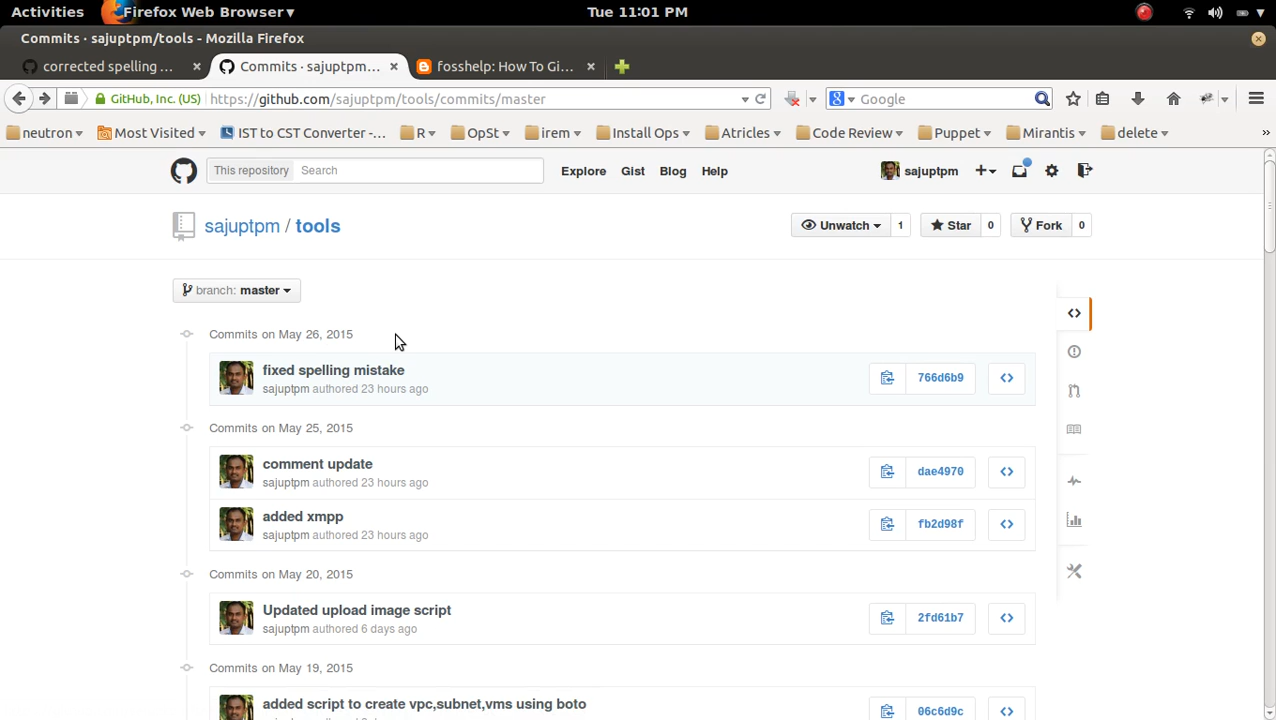 Activities Firefox Web Browser ▾ Tue 11:01 PM
Commits · sajuptpm/tools - Mozilla Firefox
corrected spelling ... × Commits · sajuptpm... × fosshelp: How To Gi... ×
GitHub, Inc. (US) https://github.com/sajuptpm/tools/commits/master Google
neutron Most Visited IST to CST Converter -... R OpSt irem Install Ops Atricles Code Review Puppet Mirantis delete »
This repository Search Explore Gist Blog Help sajuptpm
sajuptpm / tools Unwatch 1 Star 0 Fork 0
branch: master
Commits on May 26, 2015
fixed spelling mistake
sajuptpm authored 23 hours ago 766d6b9
Commits on May 25, 2015
comment update
sajuptpm authored 23 hours ago dae4970
added xmpp
sajuptpm authored 23 hours ago fb2d98f
Commits on May 20, 2015
Updated upload image script
sajuptpm authored 6 days ago 2fd61b7
Commits on May 19, 2015
added script to create vpc,subnet,vms using boto
06c6d9c